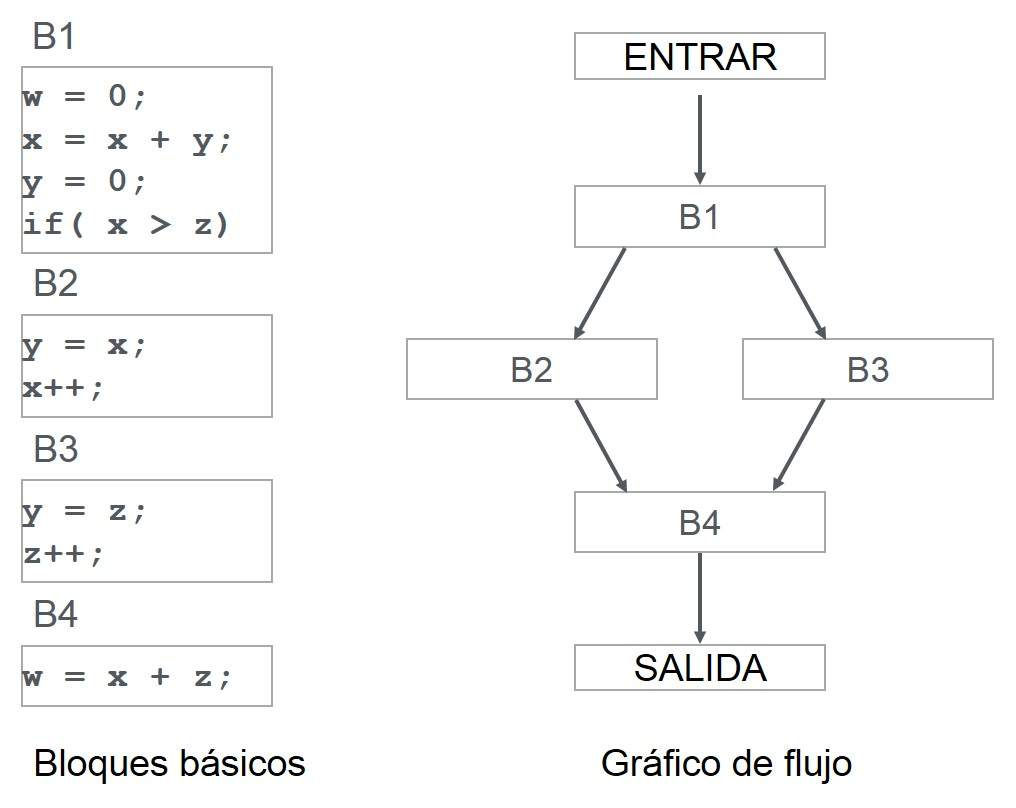 B1
w = 0;
x = x + y;
y = 0;
if( x > z)
B2
y = x;
x++;
B3
y = z;
z++;
B4
w = x + z;
Bloques básicos
ENTRAR
B1
B2
B3
B4
SALIDA
Gráfico de flujo